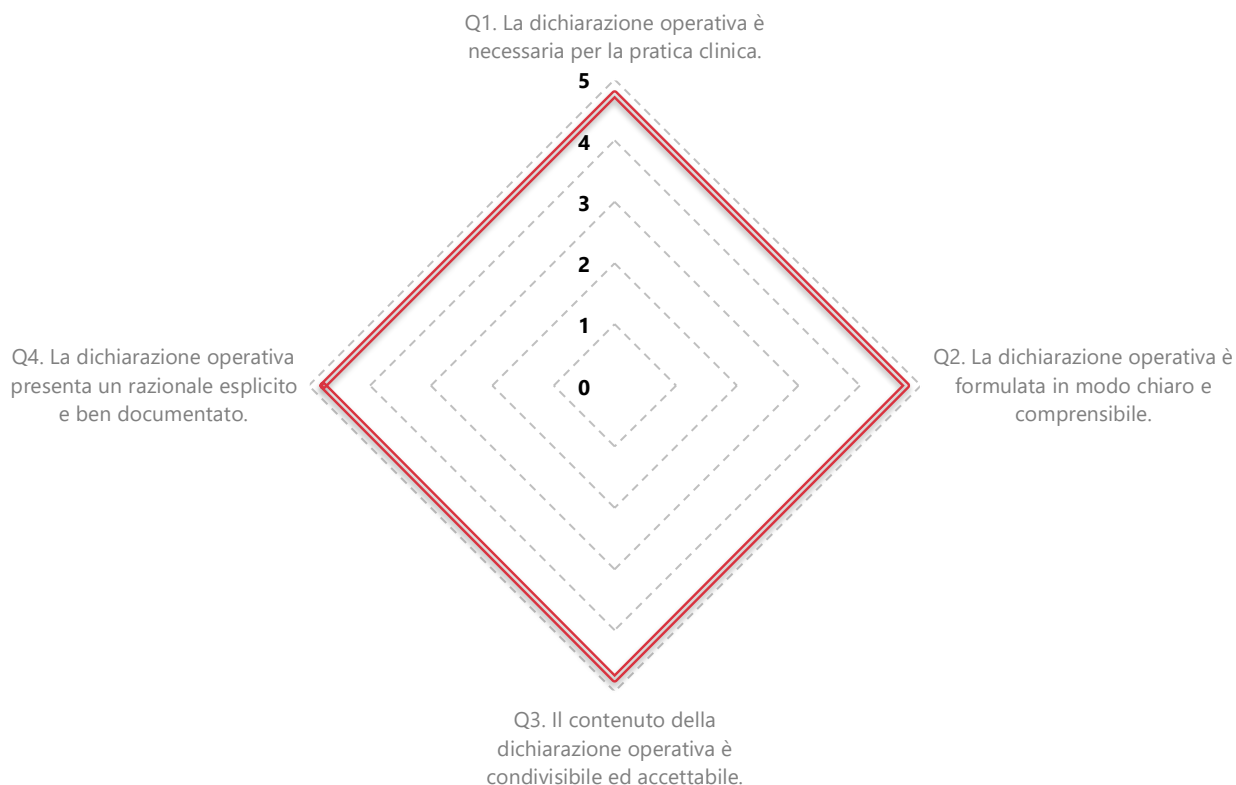 Q1. La dichiarazione operativa è
necessaria per la pratica clinica.
5
4
3
2
1
0
Q4. La dichiarazione operativa
presenta un razionale esplicito
e ben documentato.
Q2. La dichiarazione operativa è
formulata in modo chiaro e
comprensibile.
Q3. Il contenuto della
dichiarazione operativa è
condivisibile ed accettabile.